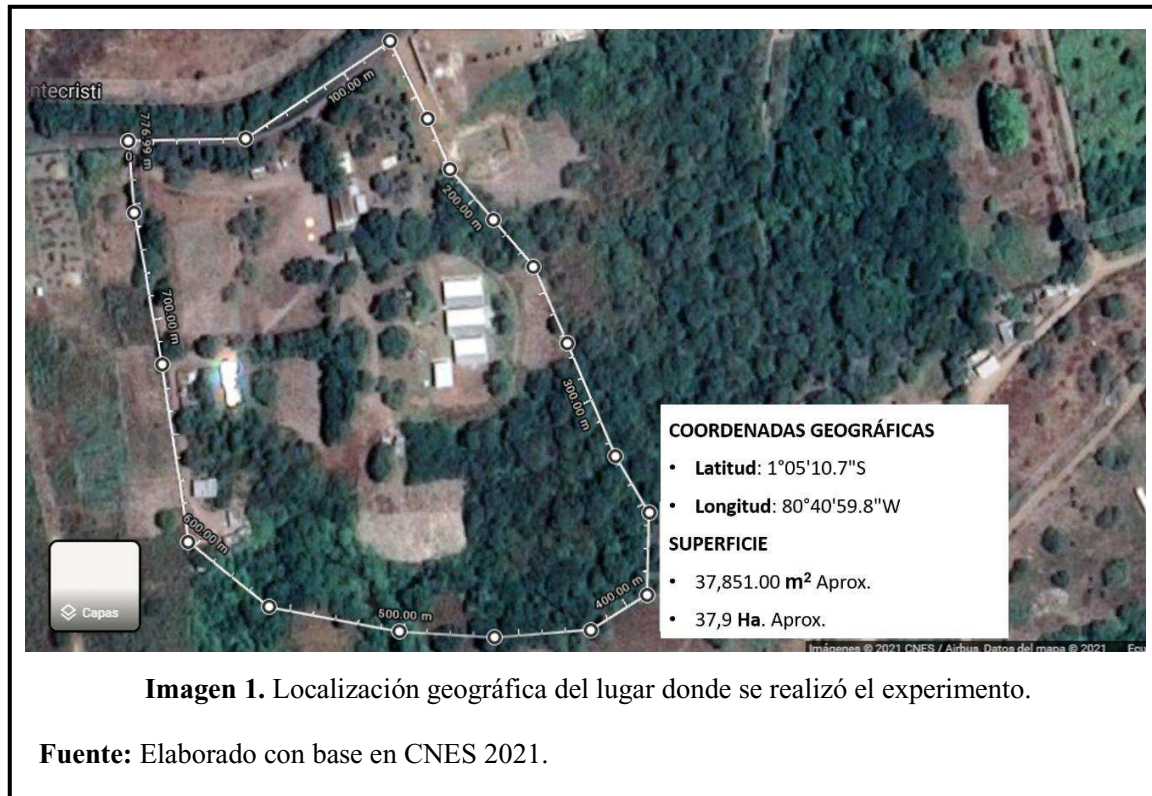 ntecristi
100.00 m
776.99 m
0
200.00 m
700.00 m
300.00 m
COORDENADAS GEOGRÁFICAS
• Latitud: 1°05'10.7"S
• Longitud: 80°40'59.8"W
SUPERFICIE
• 37,851.00 m² Aprox.
• 37,9 Ha. Aprox.
600.00 m
400.00 m
500.00 m
Capas
Imágenes © 2021 CNES / Airbus, Datos del mapa © 2021 Ecu
Imagen 1. Localización geográfica del lugar donde se realizó el experimento.
Fuente: Elaborado con base en CNES 2021.